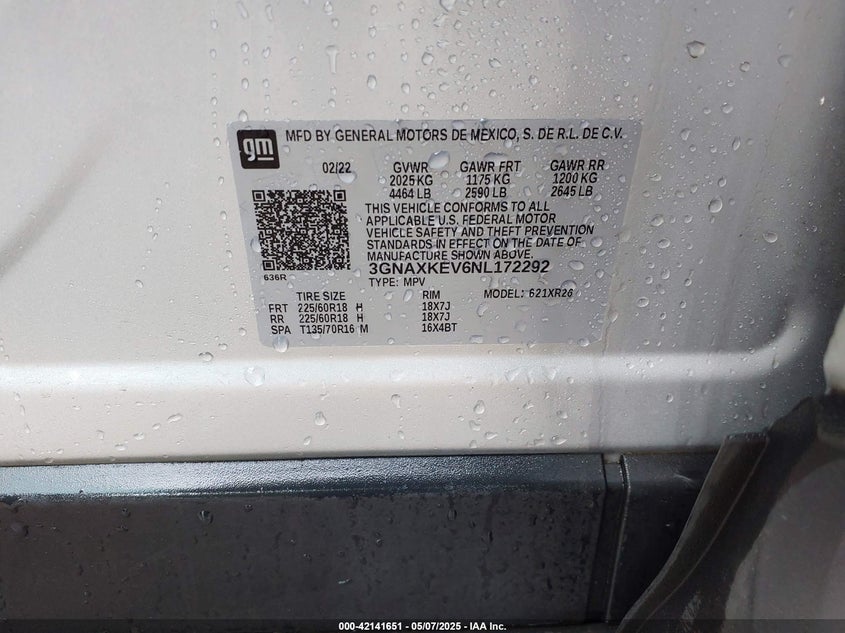 gm
MFD BY GENERAL MOTORS DE MEXICO, S. DE R.L. DE C.V.
02/22 GVWR GAWR FRT GAWR RR
2025 KG 1175 KG 1200 KG
4464 LB 2590 LB 2645 LB
THIS VEHICLE CONFORMS TO ALL
APPLICABLE U.S. FEDERAL MOTOR
VEHICLE SAFETY AND THEFT PREVENTION
STANDARDS IN EFFECT ON THE DATE OF
MANUFACTURE SHOWN ABOVE.
3GNAXKEV6NL172292
636R
TYPE: MPV MODEL: 621XR26
TIRE SIZE RIM
FRT 225/60R18 H 18X7J
RR 225/60R18 H 18X7J
SPA T135/70R16 M 16X4BT
000-42141651 - 05/07/2025 - IAA Inc.